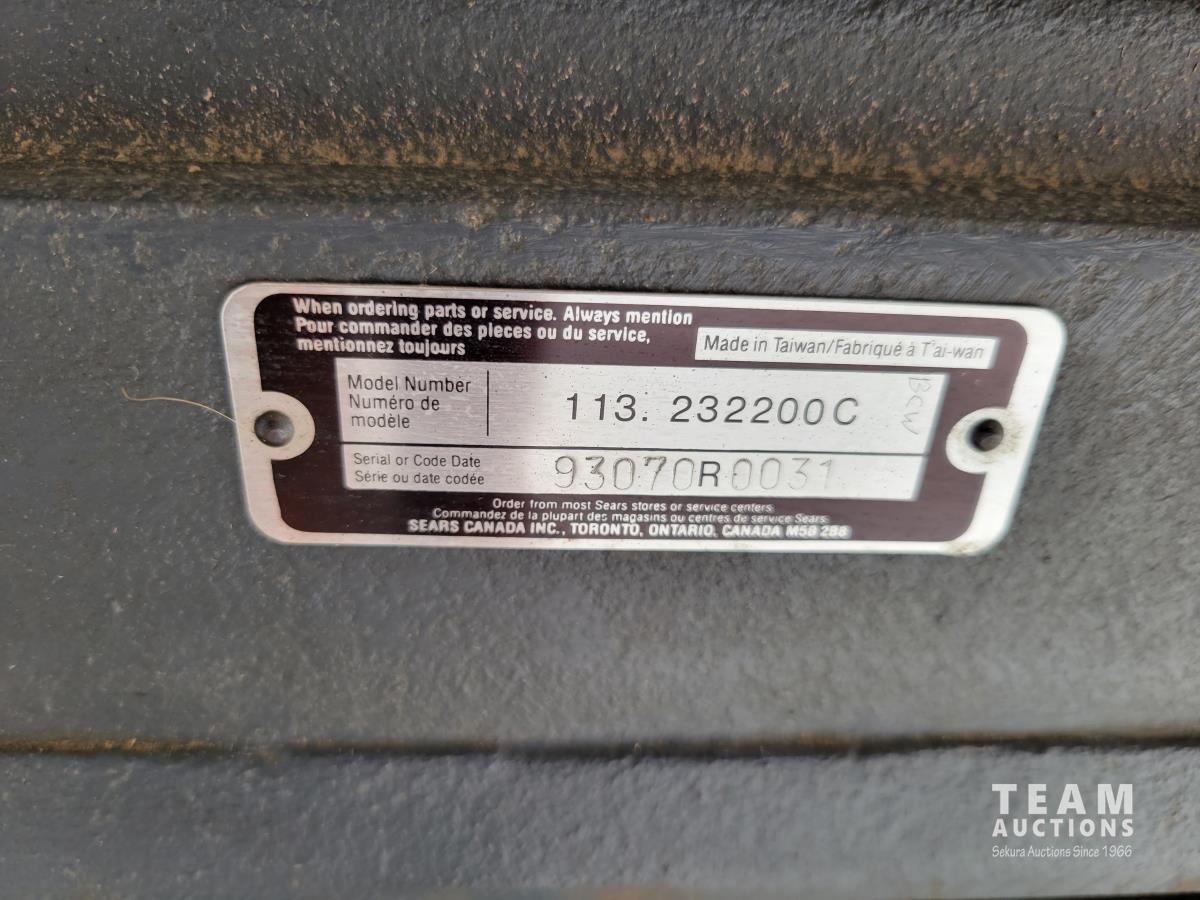 When ordering parts or service. Always mention
Pour commander des pieces ou du service,
mentionnez toujours
Made in Taiwan/Fabriqué à T'ai-wan
Model Number
Numéro de
modèle
113. 232200C
BCW
Serial or Code Date
Série ou date codée
93070R0031
Order from most Sears stores or service centers
Commandez de la plupart des magasins ou centres de service Sears
SEARS CANADA INC., TORONTO, ONTARIO, CANADA M5B 2B8
TEAM
AUCTIONS
Sekura Auctions Since 1966